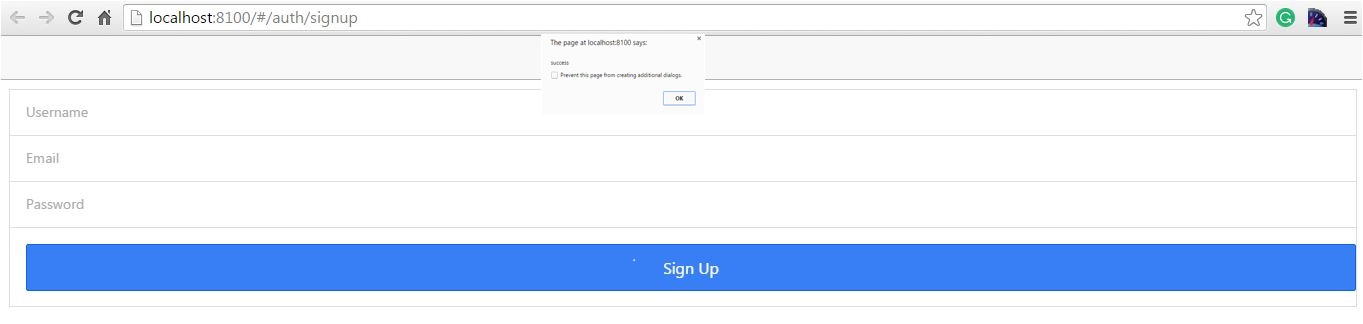 localhost:8100/#/auth/signup
The page at localhost:8100 says:
success
Prevent this page from creating additional dialogs.
OK
Username
Email
Password
Sign Up